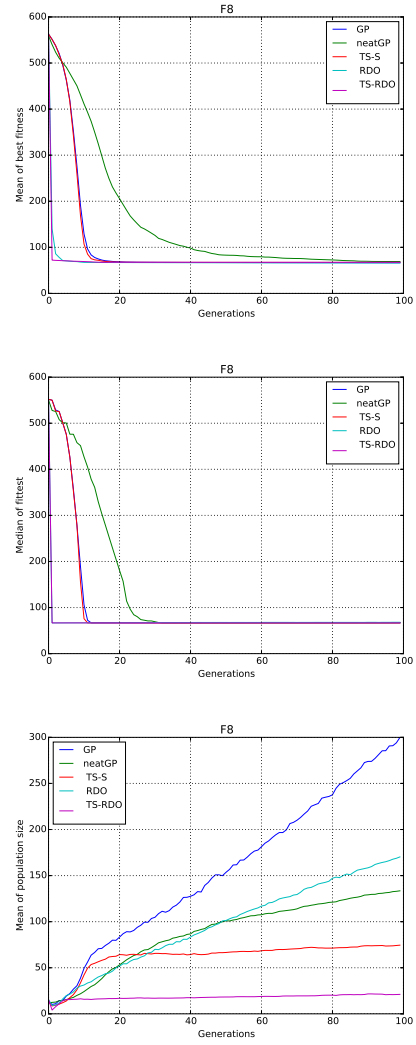 F8
600
500
400
300
200
100
0
Mean of best fitness
GP
neatGP
TS-S
RDO
TS-RDO
0 20 40 60 80 100
Generations
F8
600
500
400
300
200
100
0
Median of fittest
GP
neatGP
TS-S
RDO
TS-RDO
0 20 40 60 80 100
Generations
F8
300
250
200
150
100
50
0
Mean of population size
GP
neatGP
TS-S
RDO
TS-RDO
0 20 40 60 80 100
Generations